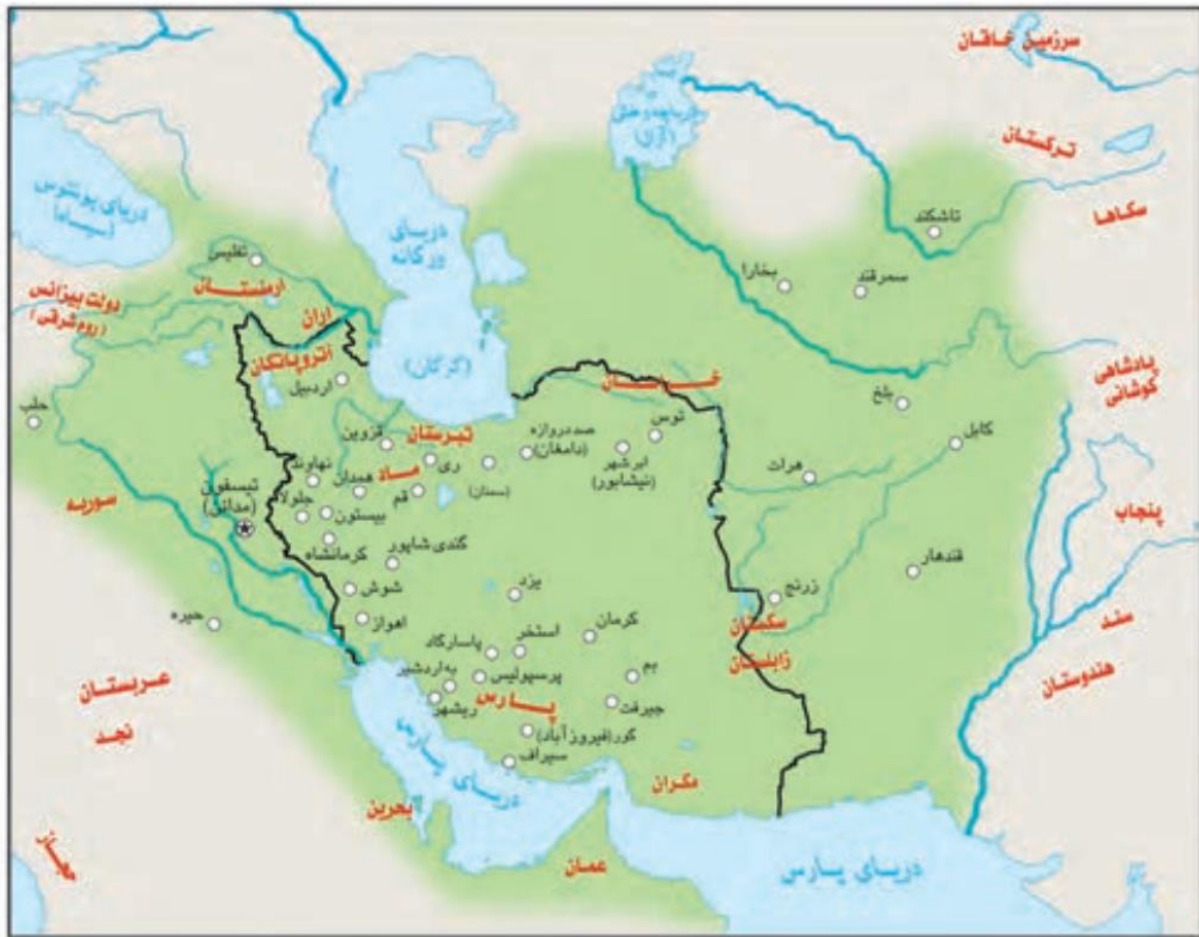 سرزمین خاقان
ترکستان
سکاها
(آرال)
دریای پونتوس
(سیاه)
دریای
ورگانه
(گرگان)
تاشکند
بخارا
سمرقند
تفلیس
ارمنستان
اران
دولت بیزانس
(روم شرقی)
آتروپاتگان
اردبیل
خراسان
پادشاهی
کوشانی
بلخ
کابل
توس
صد دروازه
(دامغان)
ابرشهر
(نیشابور)
هرات
حلب
قزوین
تبرستان
ری
ماد
(سمنان)
نهاوند
همدان
قم
جلولا
بیستون
تیسفون
(مدائن)
سوریه
کرمانشاه
گندی شاپور
پنجاب
قندهار
شوش
یزد
زرنج
سکستان
اهواز
حیره
کرمان
استخر
پاسارگاد
سند
هندوستان
زابلستان
به اردشیر
پرسپولیس
بم
پارس
ریشهر
جیرفت
عربستان
نجد
گور(فیروزآباد)
سیراف
دریای پارس
مکران
بحرین
عمان
دریای پارس
حجاز